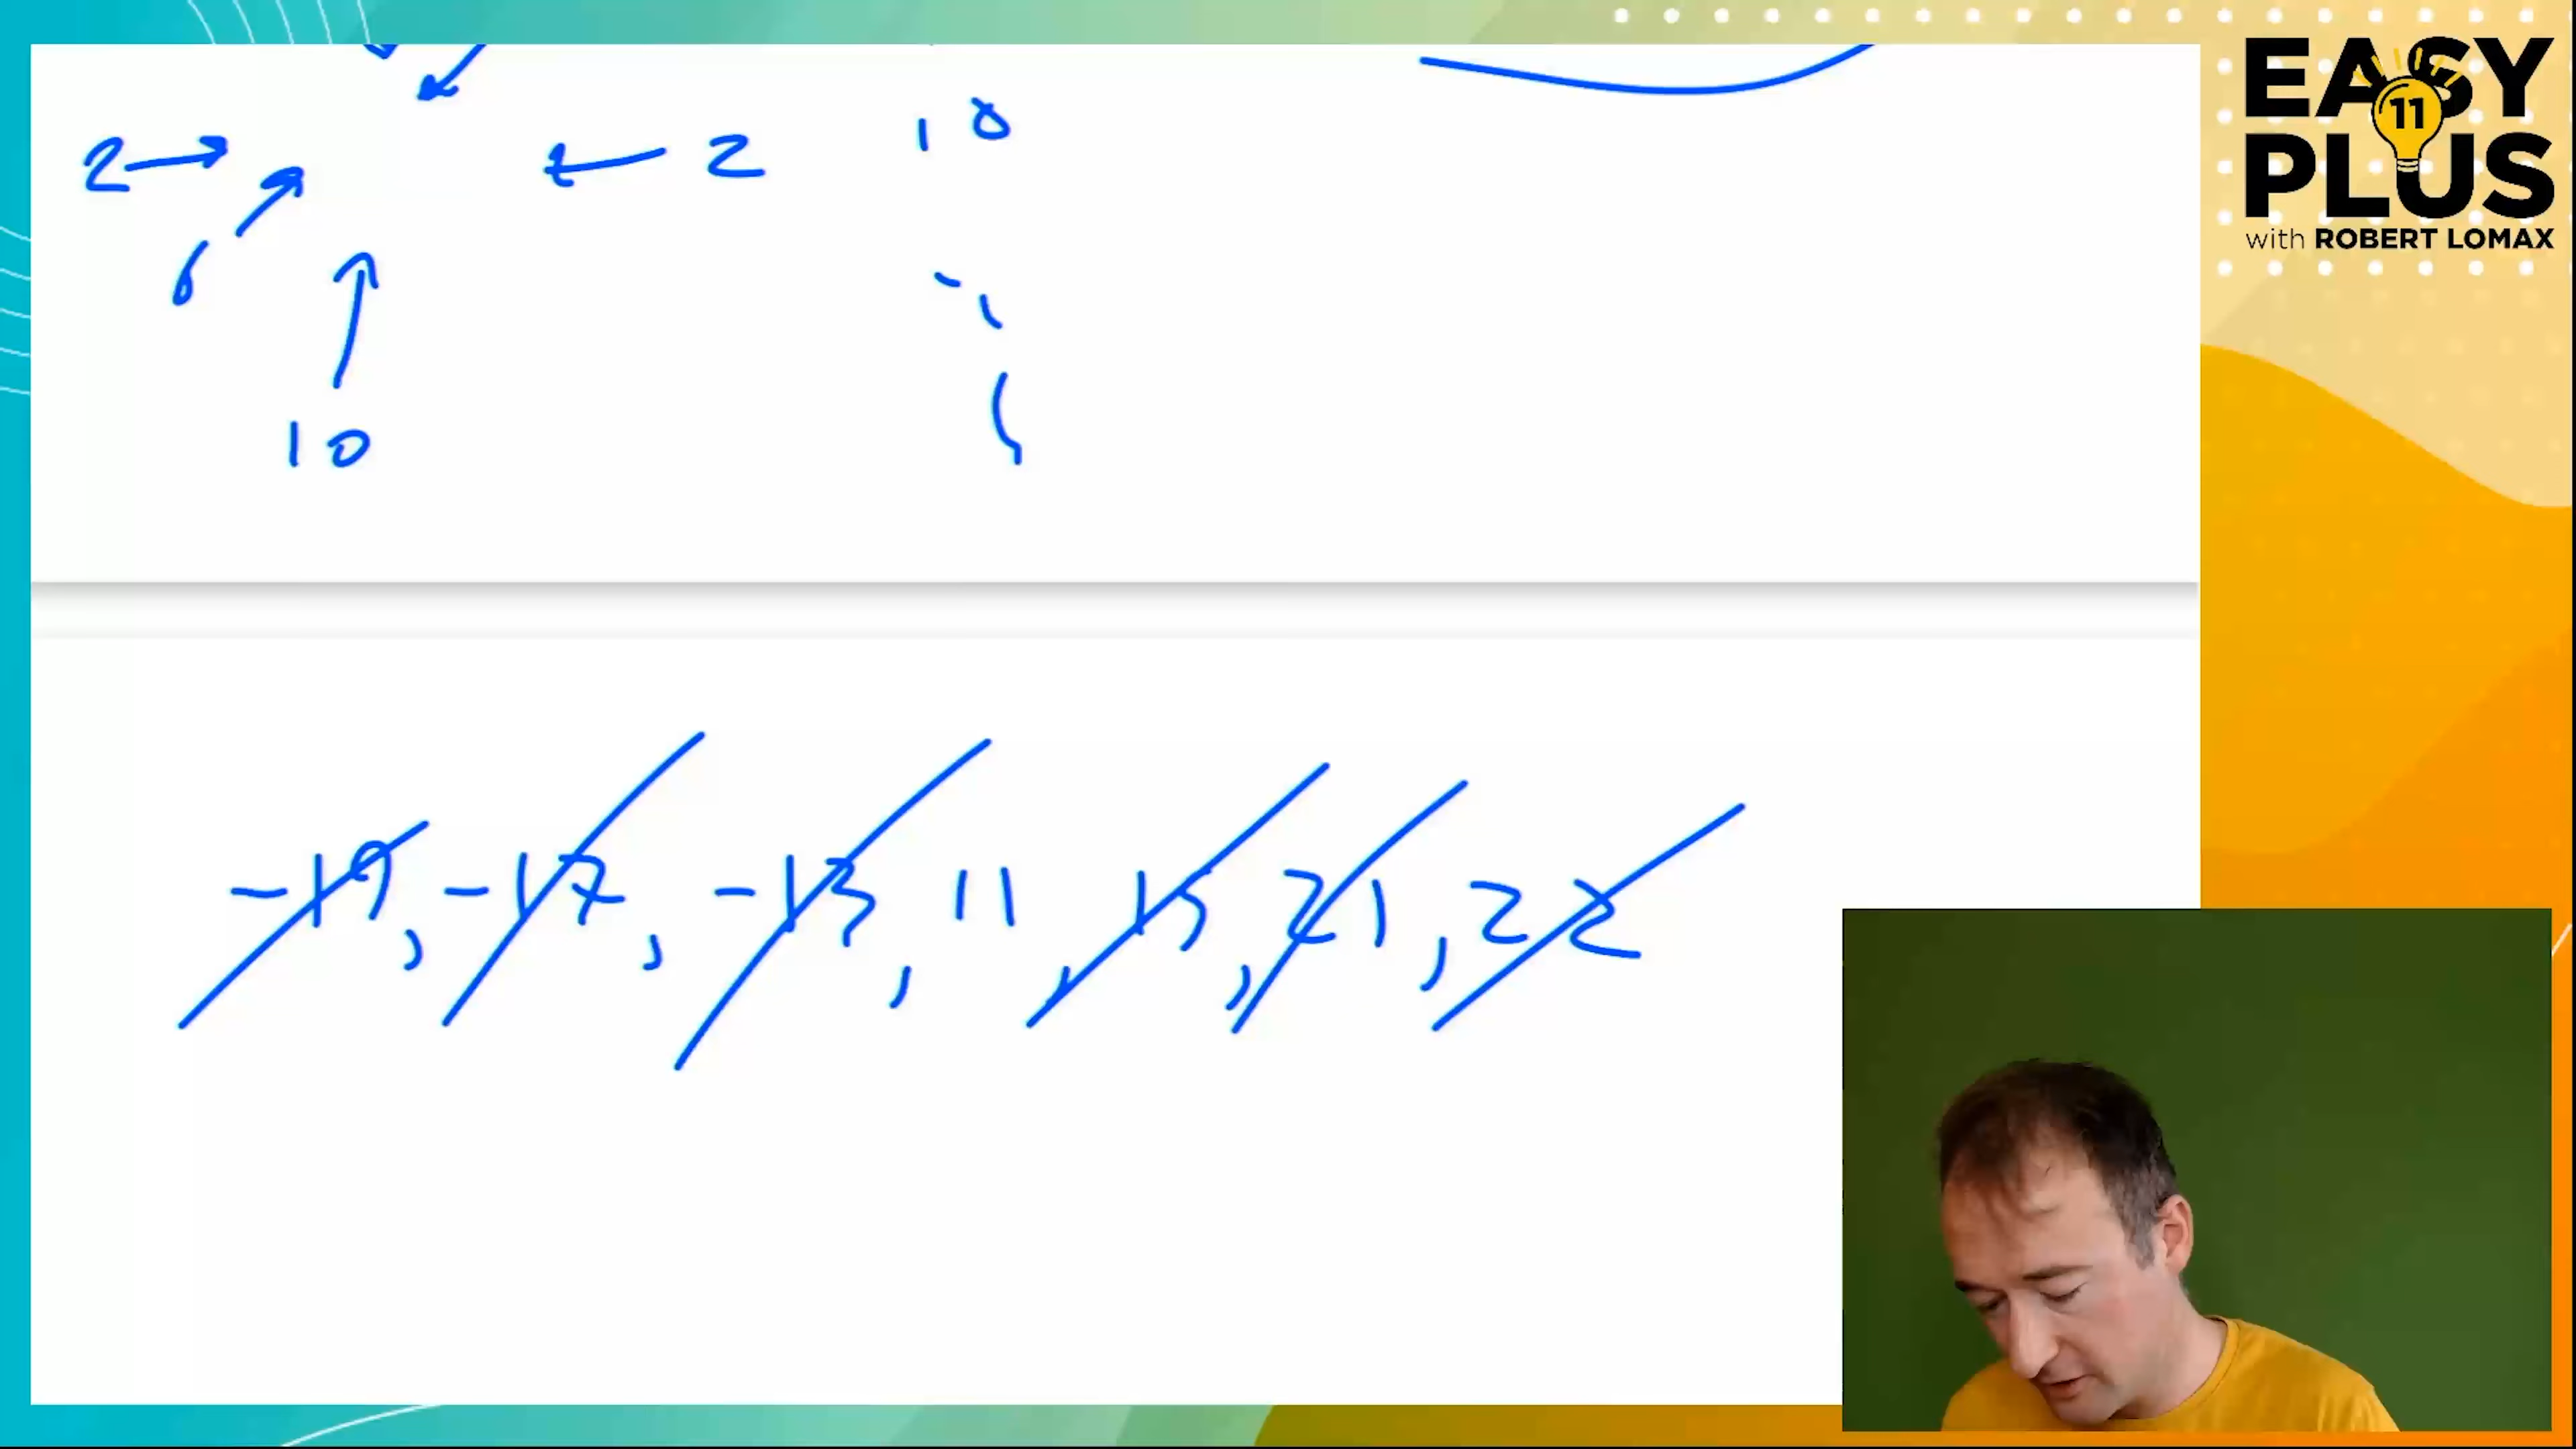 EASY
11
PLUS
with ROBERT LOMAX
10
2 2
6
10
-19, -17, -13, 11, 15, 21, 22